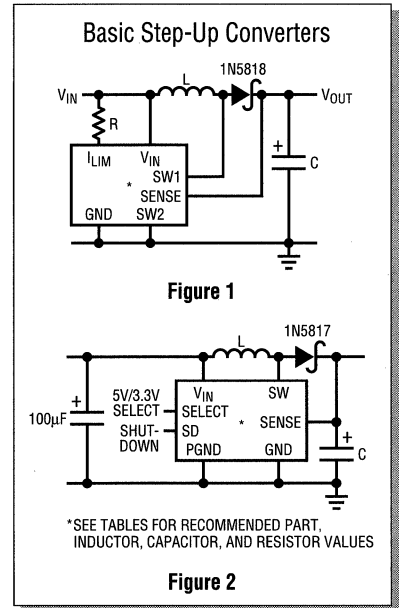 Basic Step-Up Converters
L
1N5818
VIN
VOUT
R
+
C
ILIM
VIN
SW1
*
SENSE
GND
SW2
Figure 1
L
1N5817
+
100µF
5V/3.3V
SELECT
SHUT-
DOWN
VIN
SW
SELECT
SD
*
SENSE
PGND
GND
+
C
*SEE TABLES FOR RECOMMENDED PART,
INDUCTOR, CAPACITOR, AND RESISTOR VALUES
Figure 2